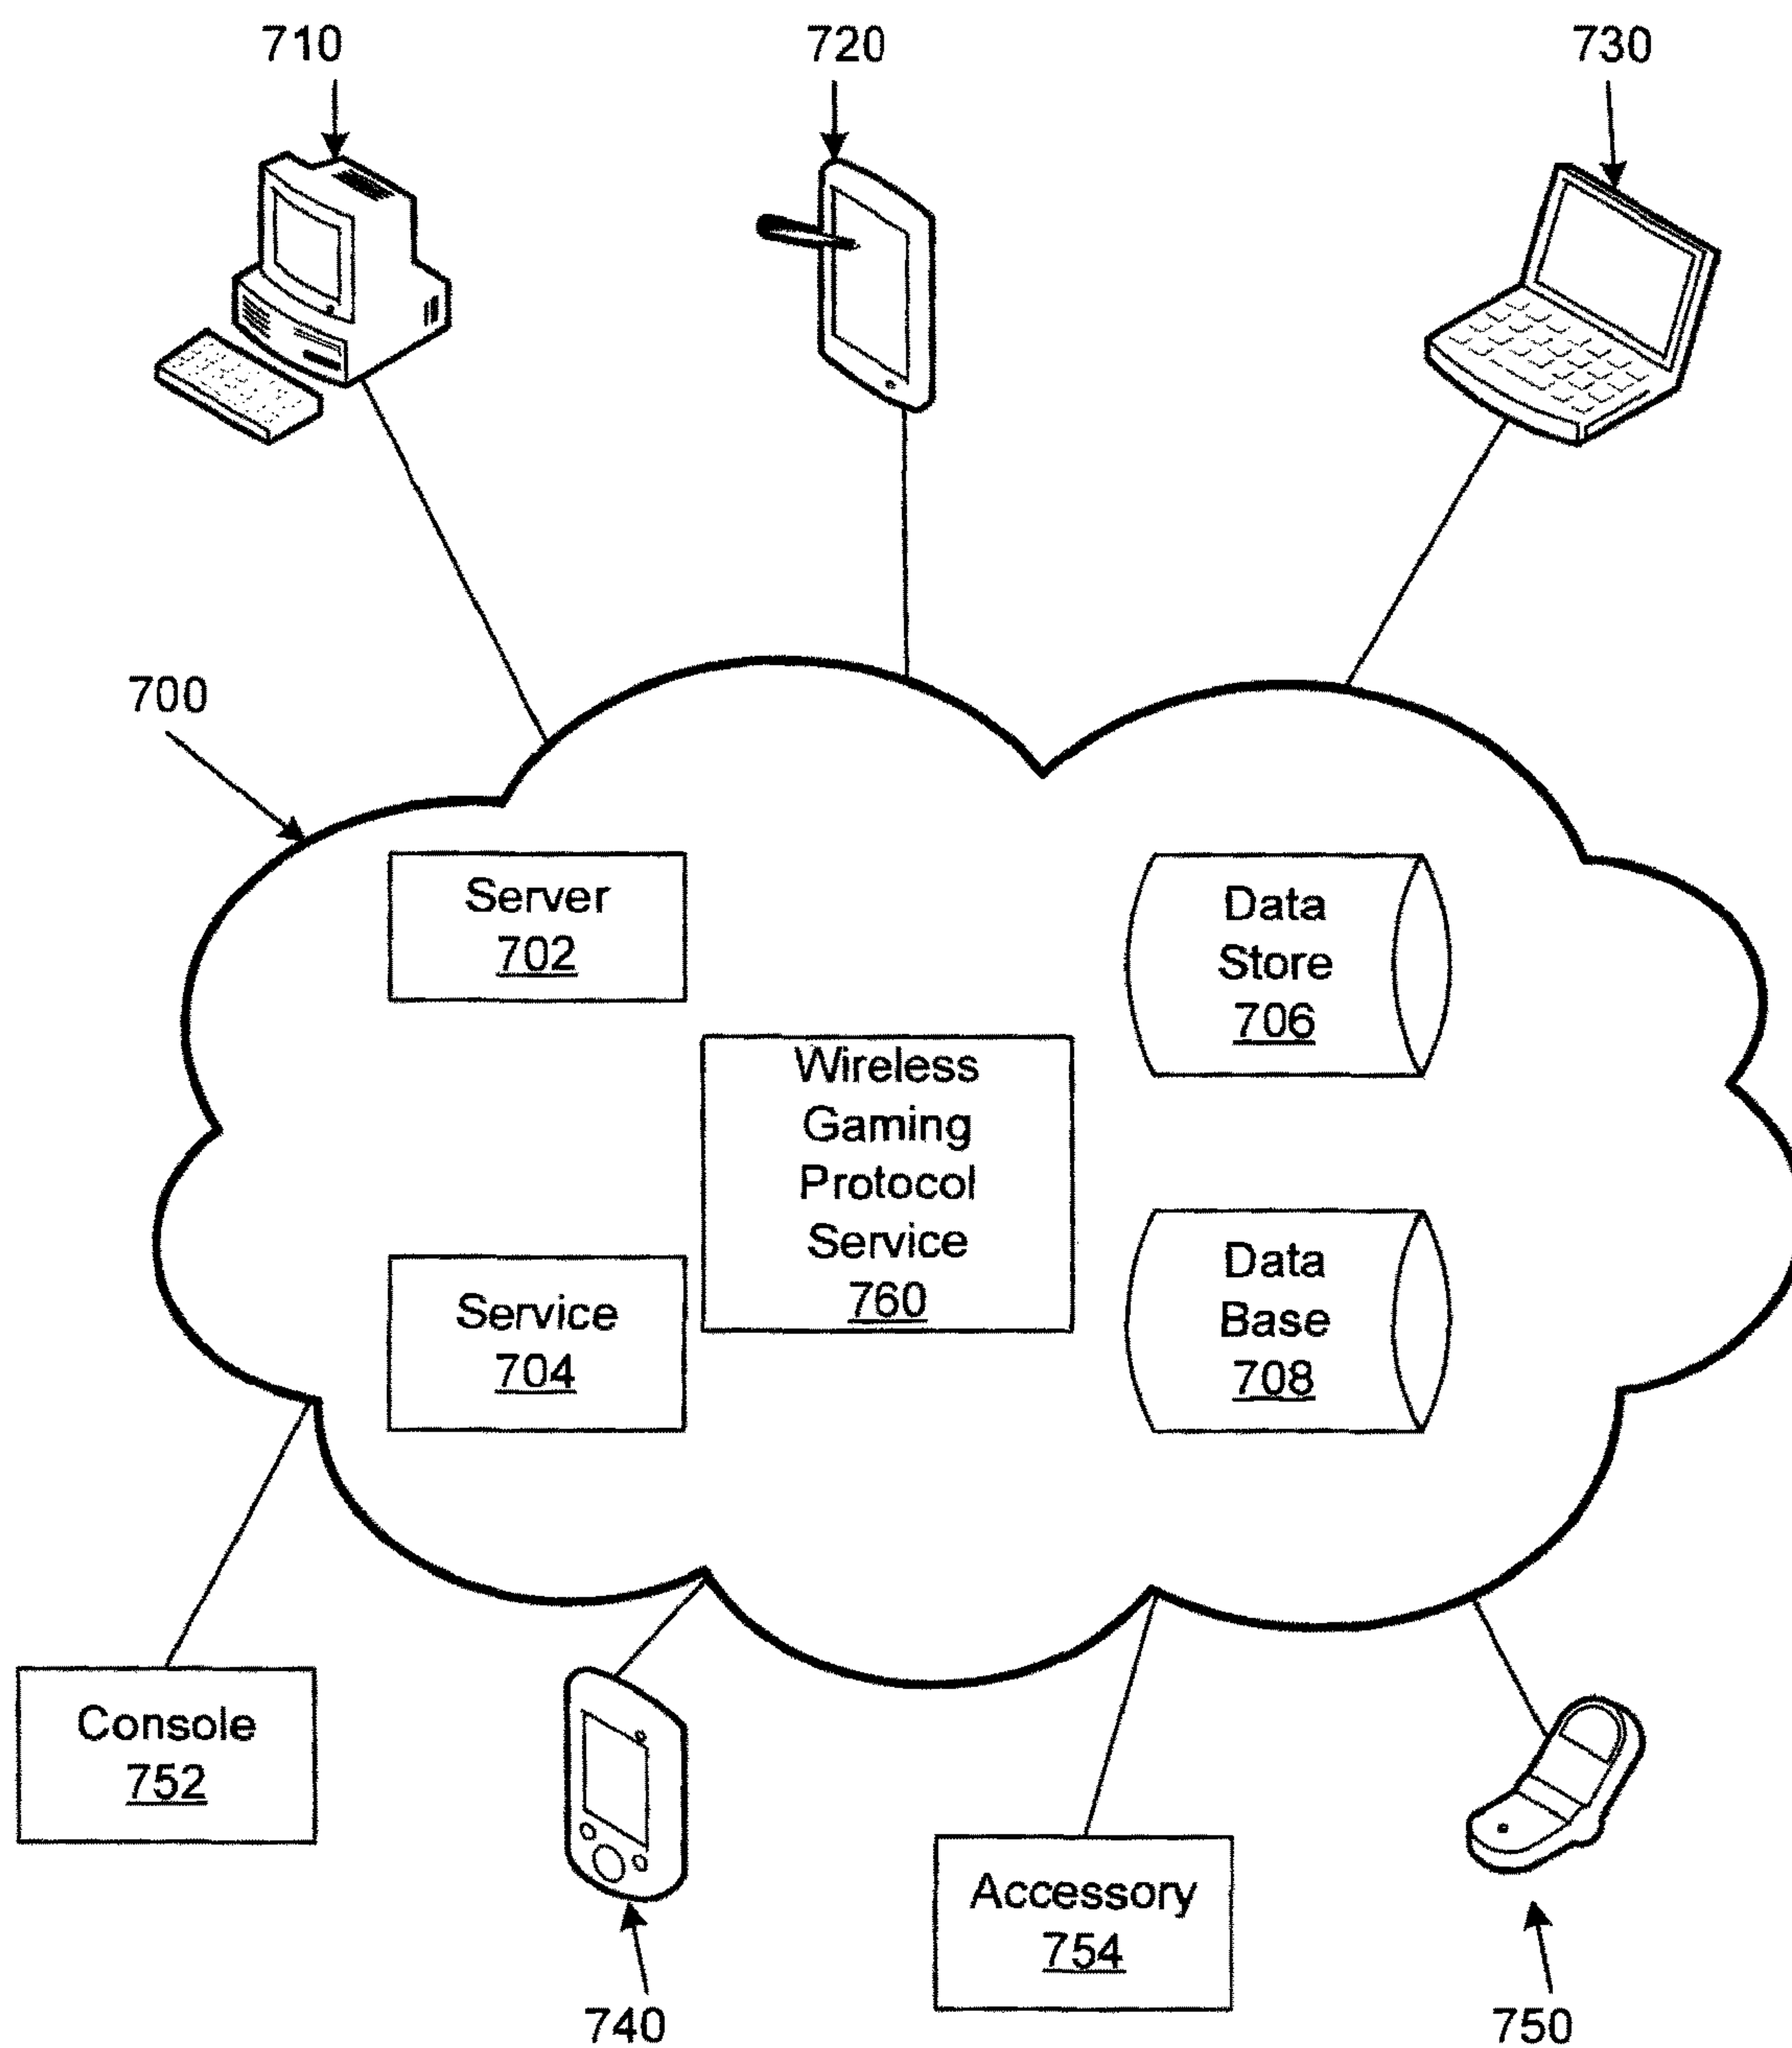 710
720
730
700
Server
702
Data
Store
706
Wireless
Gaming
Protocol
Service
760
Service
704
Data
Base
708
Console
752
740
Accessory
754
750